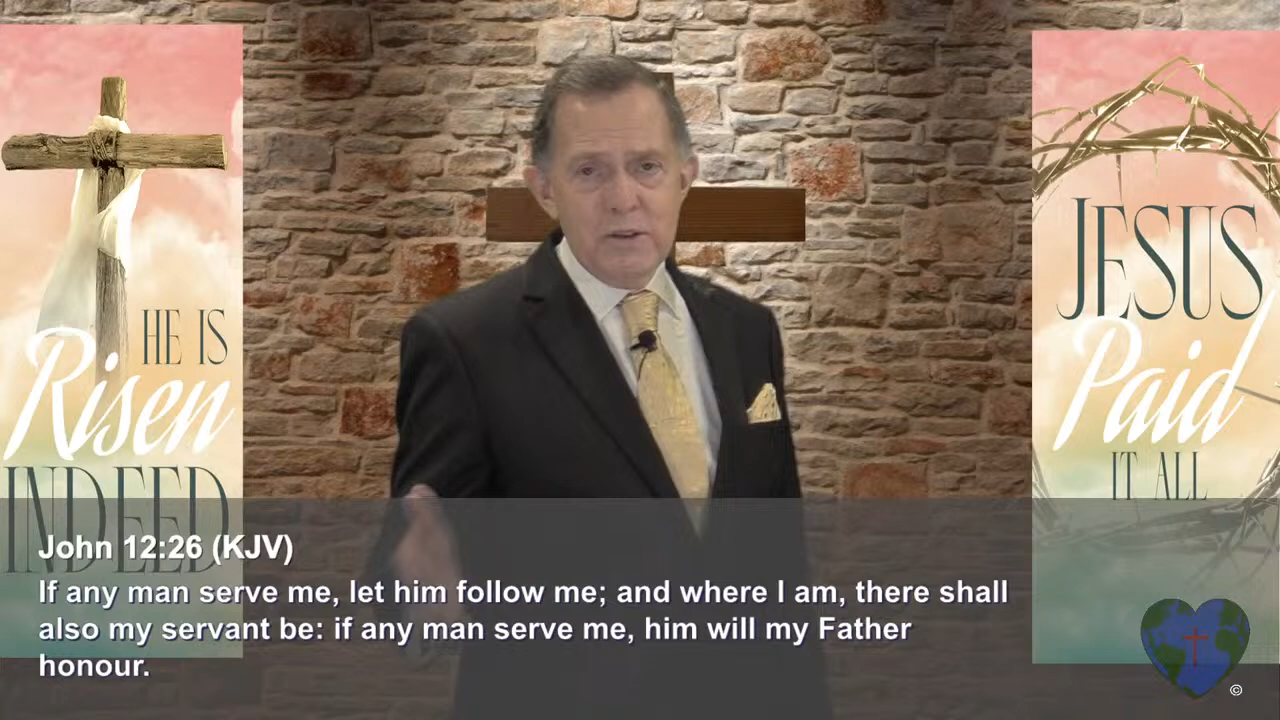 HE IS
Risen
INDEED
JESUS
Paid
IT ALL
John 12:26 (KJV)
If any man serve me, let him follow me; and where I am, there shall
also my servant be: if any man serve me, him will my Father
honour.
©